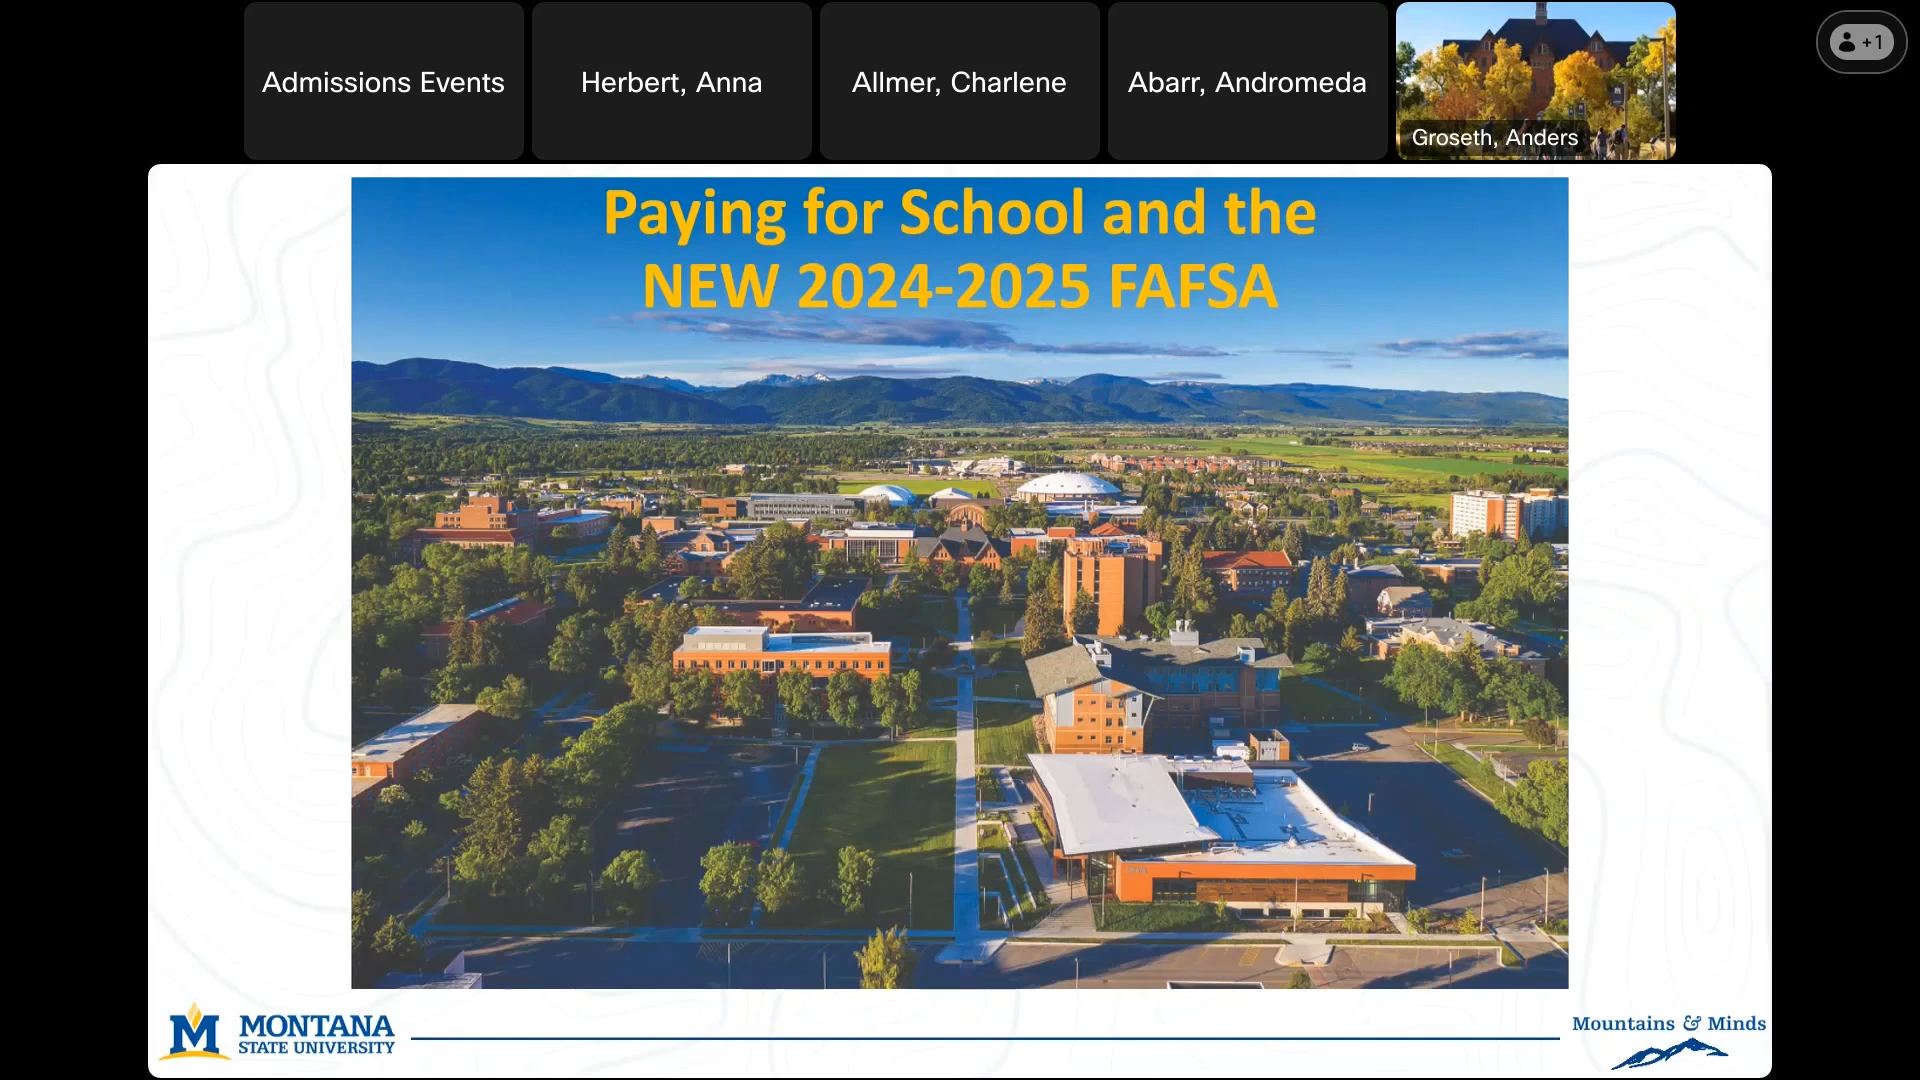 Admissions Events
Herbert, Anna
Allmer, Charlene
Abarr, Andromeda
Groseth, Anders
+1
Paying for School and the
NEW 2024-2025 FAFSA
M
MONTANA
STATE UNIVERSITY
Mountains & Minds